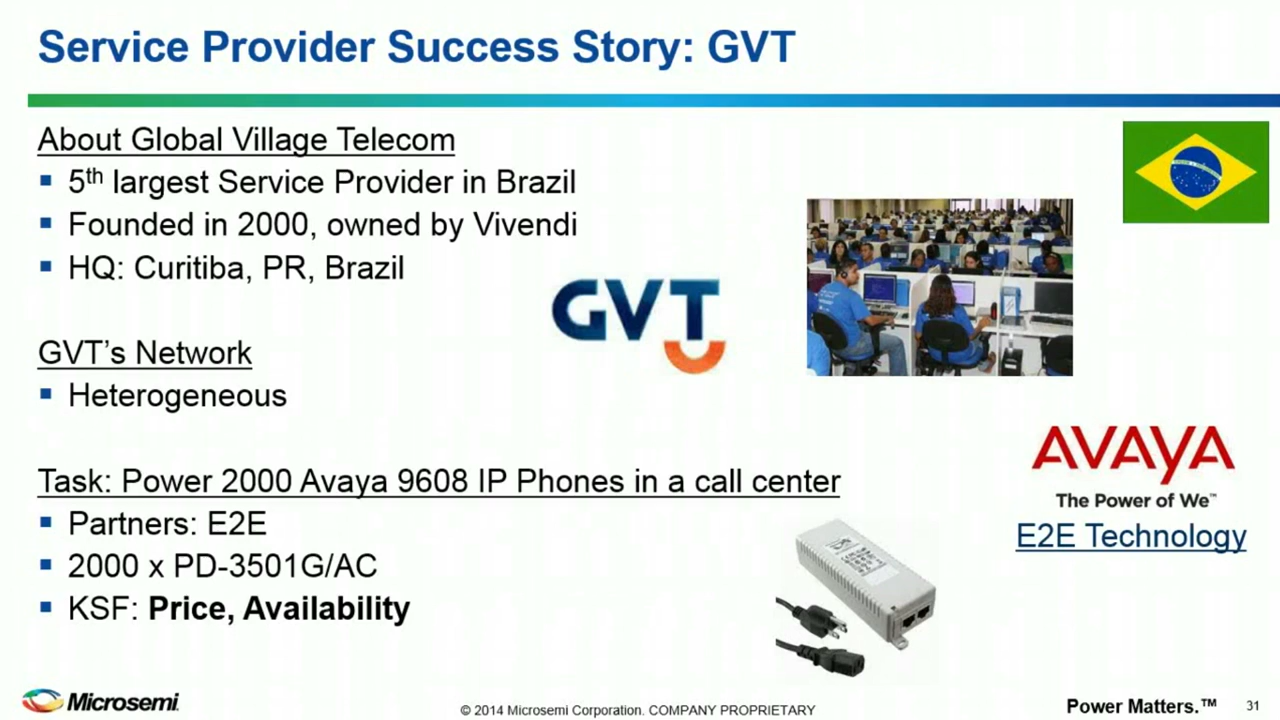 Service Provider Success Story: GVT
About Global Village Telecom
▪ 5th largest Service Provider in Brazil
▪ Founded in 2000, owned by Vivendi
▪ HQ: Curitiba, PR, Brazil
GVT
GVT's Network
▪ Heterogeneous
Task: Power 2000 Avaya 9608 IP Phones in a call center
▪ Partners: E2E
▪ 2000 x PD-3501G/AC
▪ KSF: Price, Availability
AVAYA
The Power of We™
E2E Technology
Microsemi.
© 2014 Microsemi Corporation. COMPANY PROPRIETARY
Power Matters.™
31